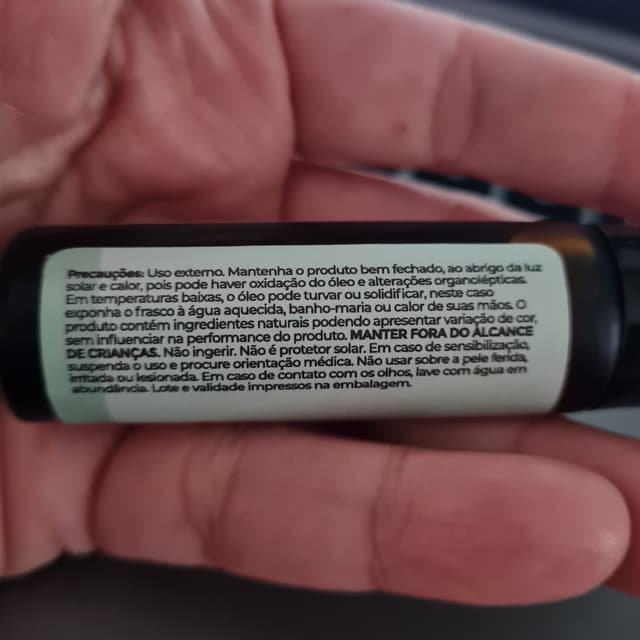 Precauções: Uso externo. Mantenha o produto bem fechado, ao abrigo da luz
solar e calor, pois pode haver oxidação do óleo e alterações organolépticas.
Em temperaturas baixas, o óleo pode turvar ou solidificar, neste caso
exponha o frasco à água aquecida, banho-maria ou calor de suas mãos. O
produto contém ingredientes naturais podendo apresentar variação de cor,
sem influenciar na performance do produto. MANTER FORA DO ALCANCE
DE CRIANÇAS. Não ingerir. Não é protetor solar. Em caso de sensibilização,
suspenda o uso e procure orientação médica. Não usar sobre a pele ferida,
irritada ou lesionada. Em caso de contato com os olhos, lave com água em
abundância. Lote e validade impressos na embalagem.